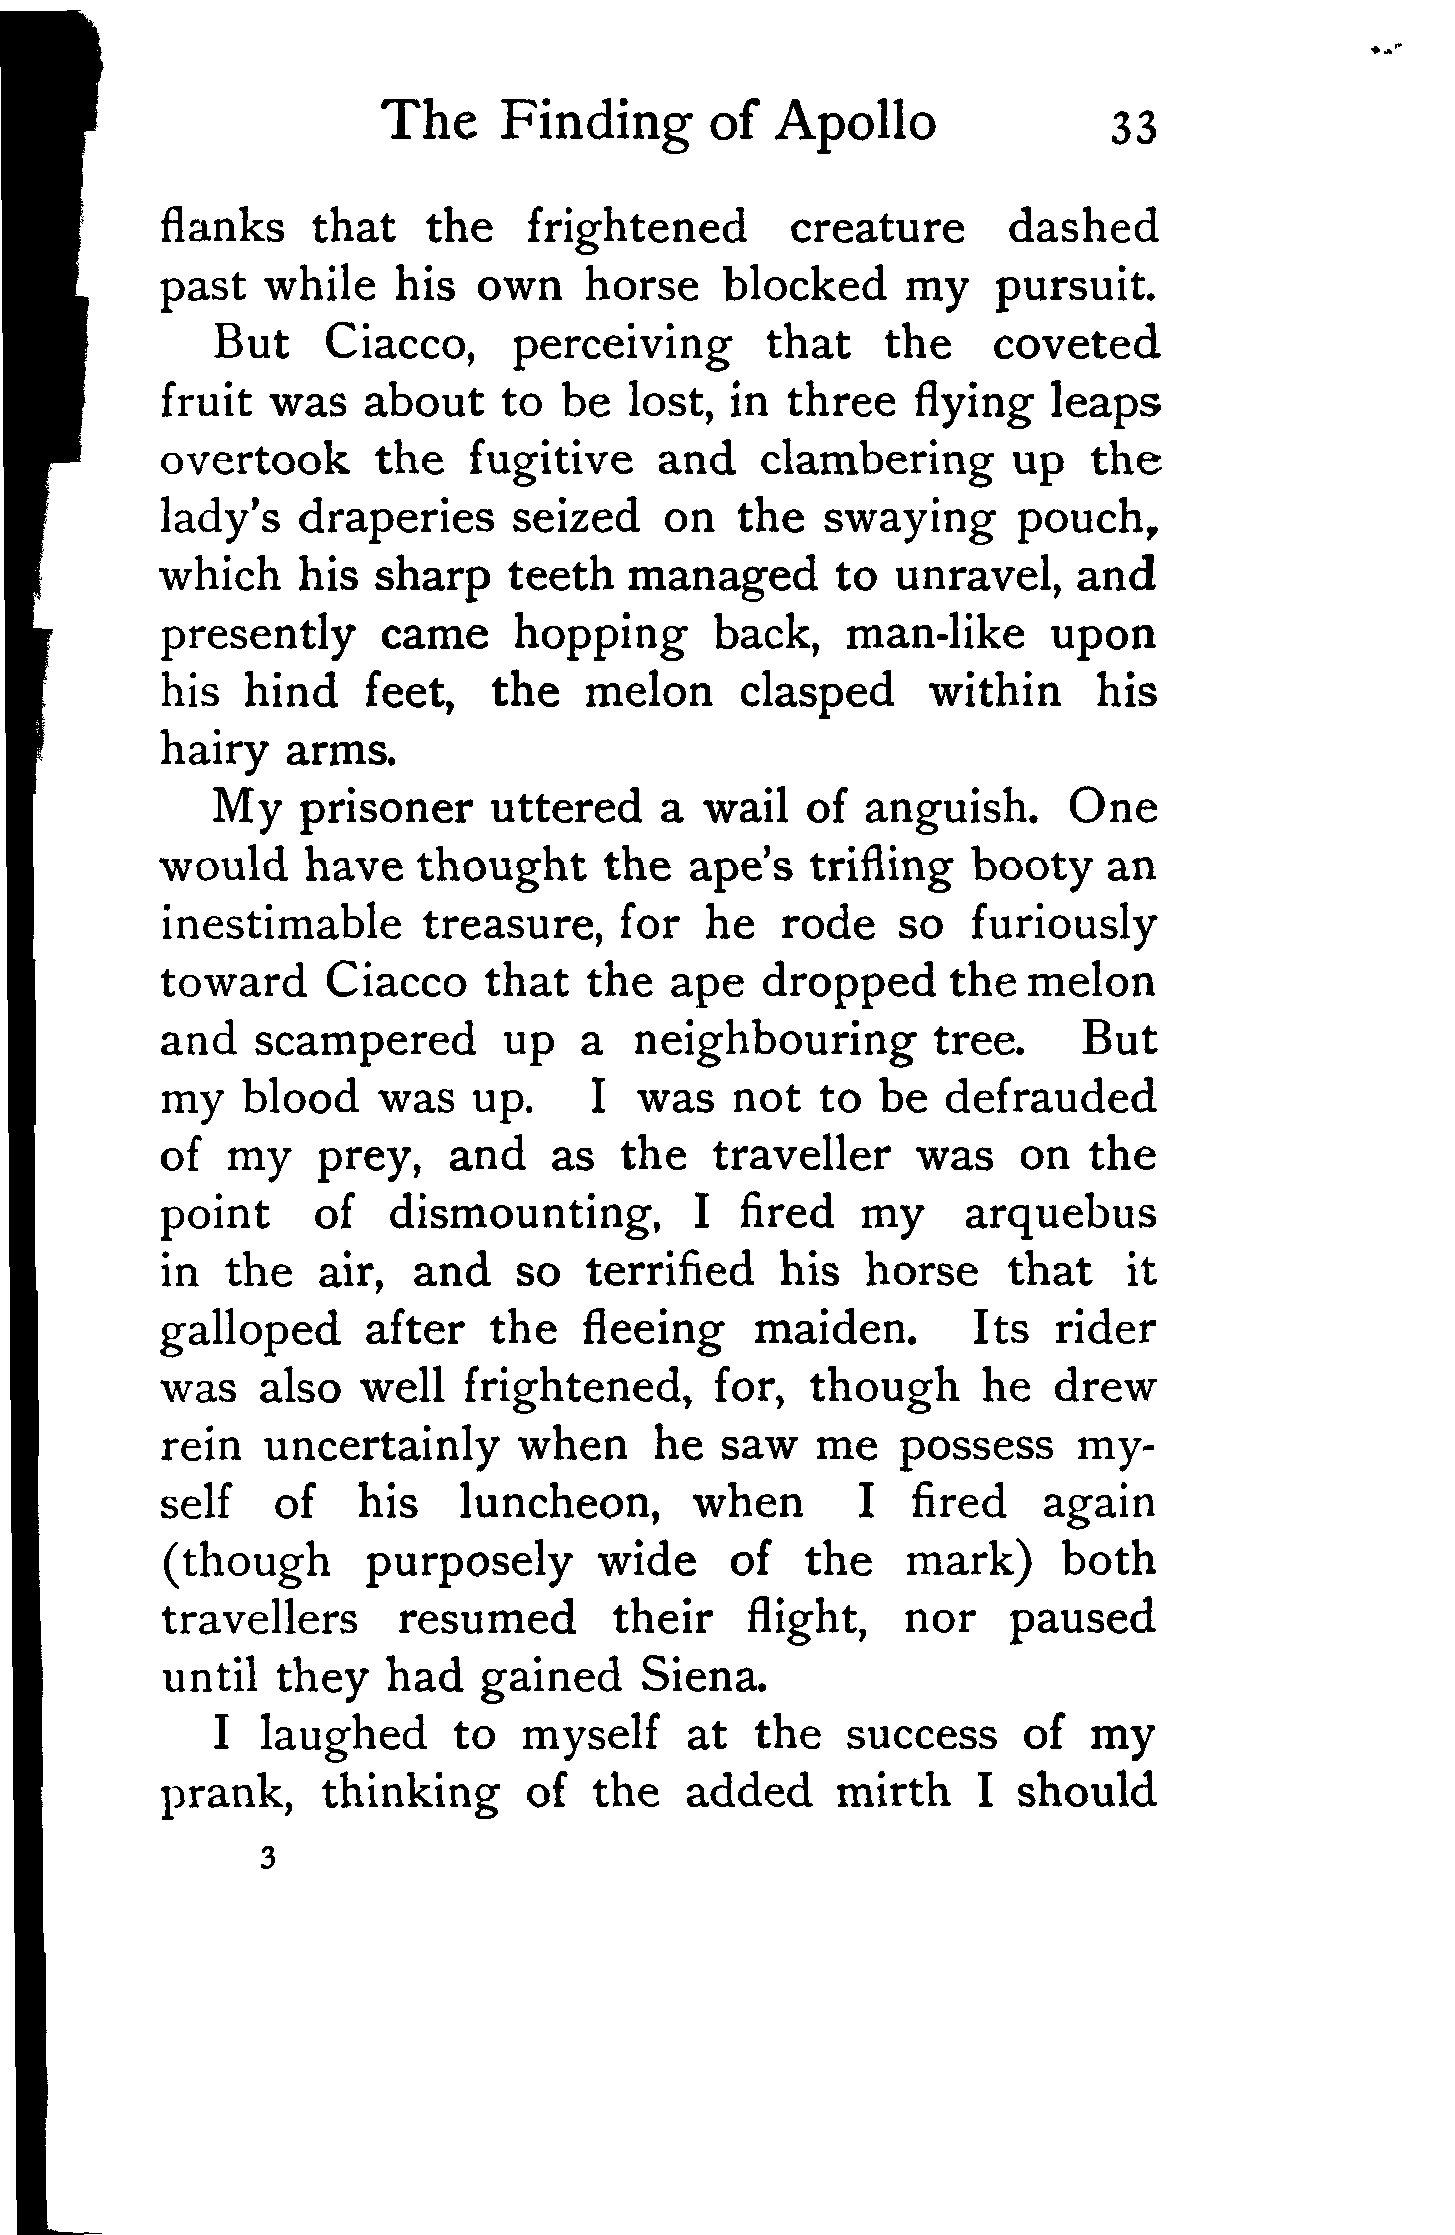 The Finding of Apollo 33
flanks that the frightened creature dashed
past while his own horse blocked my pursuit.
But Ciacco, perceiving that the coveted
fruit was about to be lost, in three flying leaps
overtook the fugitive and clambering up the
lady's draperies seized on the swaying pouch,
which his sharp teeth managed to unravel, and
presently came hopping back, man-like upon
his hind feet, the melon clasped within his
hairy arms.
My prisoner uttered a wail of anguish. One
would have thought the ape's trifling booty an
inestimable treasure, for he rode so furiously
toward Ciacco that the ape dropped the melon
and scampered up a neighbouring tree. But
my blood was up. I was not to be defrauded
of my prey, and as the traveller was on the
point of dismounting, I fired my arquebus
in the air, and so terrified his horse that it
galloped after the fleeing maiden. Its rider
was also well frightened, for, though he drew
rein uncertainly when he saw me possess my-
self of his luncheon, when I fired again
(though purposely wide of the mark) both
travellers resumed their flight, nor paused
until they had gained Siena.
I laughed to myself at the success of my
prank, thinking of the added mirth I should
3